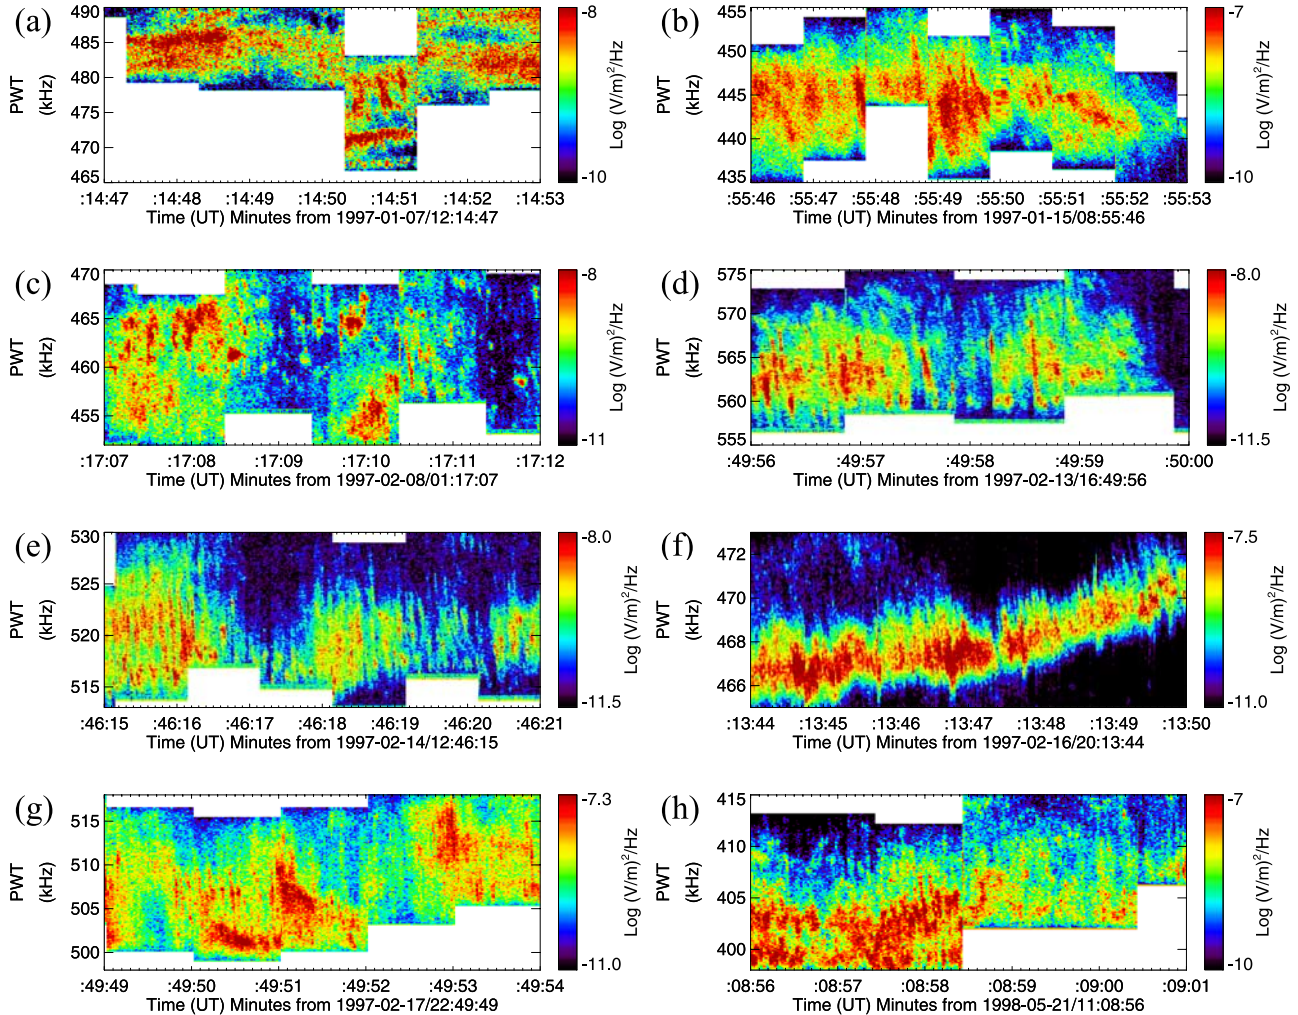 (a)
PWT
(kHz)
490
485
480
475
470
465
:14:47 :14:48 :14:49 :14:50 :14:51 :14:52 :14:53
Time (UT) Minutes from 1997-01-07/12:14:47
-8
-10
Log (V/m)²/Hz
(b)
PWT
(kHz)
455
450
445
440
435
:55:46 :55:47 :55:48 :55:49 :55:50 :55:51 :55:52 :55:53
Time (UT) Minutes from 1997-01-15/08:55:46
-7
-10
Log (V/m)²/Hz
(c)
PWT
(kHz)
470
465
460
455
:17:07 :17:08 :17:09 :17:10 :17:11 :17:12
Time (UT) Minutes from 1997-02-08/01:17:07
-8
-11
Log (V/m)²/Hz
(d)
PWT
(kHz)
575
570
565
560
555
:49:56 :49:57 :49:58 :49:59 :50:00
Time (UT) Minutes from 1997-02-13/16:49:56
-8.0
-11.5
Log (V/m)²/Hz
(e)
PWT
(kHz)
530
525
520
515
:46:15 :46:16 :46:17 :46:18 :46:19 :46:20 :46:21
Time (UT) Minutes from 1997-02-14/12:46:15
-8.0
-11.5
Log (V/m)²/Hz
(f)
PWT
(kHz)
472
470
468
466
:13:44 :13:45 :13:46 :13:47 :13:48 :13:49 :13:50
Time (UT) Minutes from 1997-02-16/20:13:44
-7.5
-11.0
Log (V/m)²/Hz
(g)
PWT
(kHz)
515
510
505
500
:49:49 :49:50 :49:51 :49:52 :49:53 :49:54
Time (UT) Minutes from 1997-02-17/22:49:49
-7.3
-11.0
Log (V/m)²/Hz
(h)
PWT
(kHz)
415
410
405
400
:08:56 :08:57 :08:58 :08:59 :09:00 :09:01
Time (UT) Minutes from 1998-05-21/11:08:56
-7
-10
Log (V/m)²/Hz